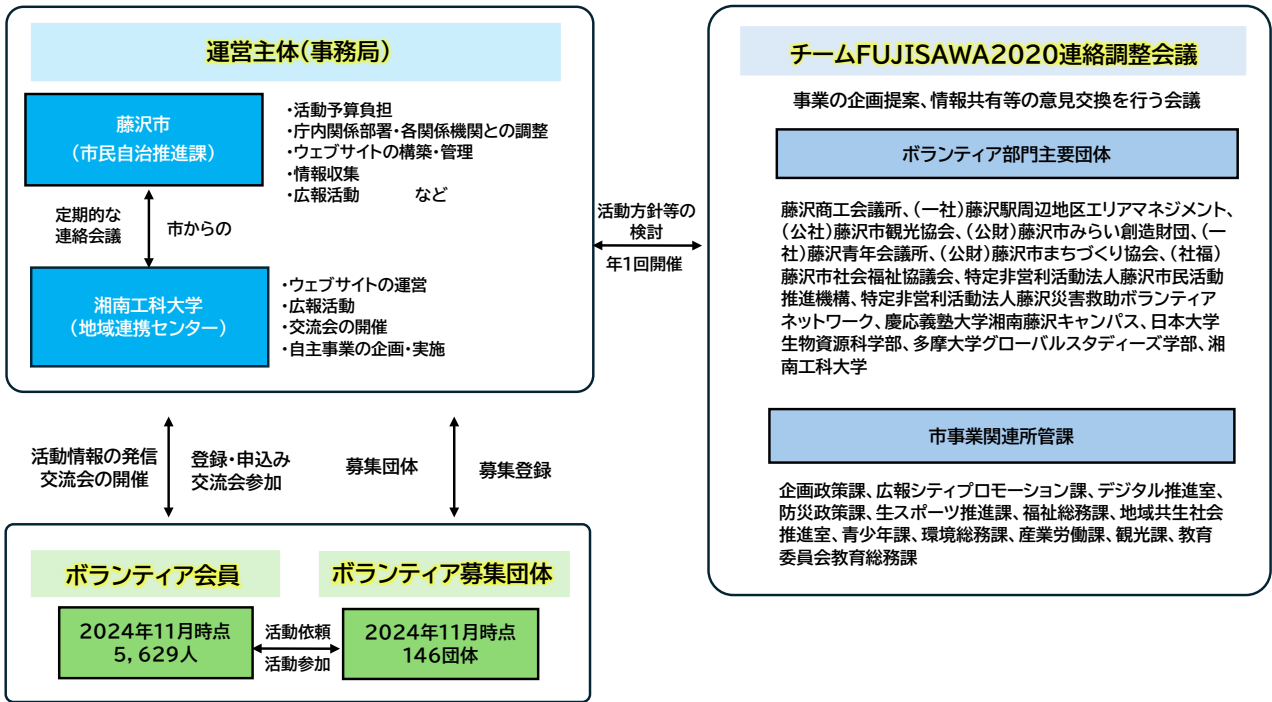 運営主体(事務局)
藤沢市
(市民自治推進課)
・活動予算負担
・庁内関係部署・各関係機関との調整
・ウェブサイトの構築・管理
・情報収集
・広報活動　　　など
定期的な
連絡会議
市からの
湘南工科大学
(地域連携センター)
・ウェブサイトの運営
・広報活動
・交流会の開催
・自主事業の企画・実施
活動方針等の
検討
年1回開催
チームFUJISAWA2020連絡調整会議
事業の企画提案、情報共有等の意見交換を行う会議
ボランティア部門主要団体
藤沢商工会議所、(一社)藤沢駅周辺地区エリアマネジメント、
(公社)藤沢市観光協会、(公財)藤沢市みらい創造財団、(一
社)藤沢青年会議所、(公財)藤沢市まちづくり協会、(社福)
藤沢市社会福祉協議会、特定非営利活動法人藤沢市民活動
推進機構、特定非営利活動法人藤沢災害救助ボランティア
ネットワーク、慶応義塾大学湘南藤沢キャンパス、日本大学
生物資源科学部、多摩大学グローバルスタディーズ学部、湘
南工科大学
市事業関連所管課
企画政策課、広報シティプロモーション課、デジタル推進室、
防災政策課、生スポーツ推進課、福祉総務課、地域共生社会
推進室、青少年課、環境総務課、産業労働課、観光課、教育
委員会教育総務課
活動情報の発信
交流会の開催
登録・申込み
交流会参加
募集団体
募集登録
ボランティア会員
2024年11月時点
5,629人
活動依頼
活動参加
ボランティア募集団体
2024年11月時点
146団体